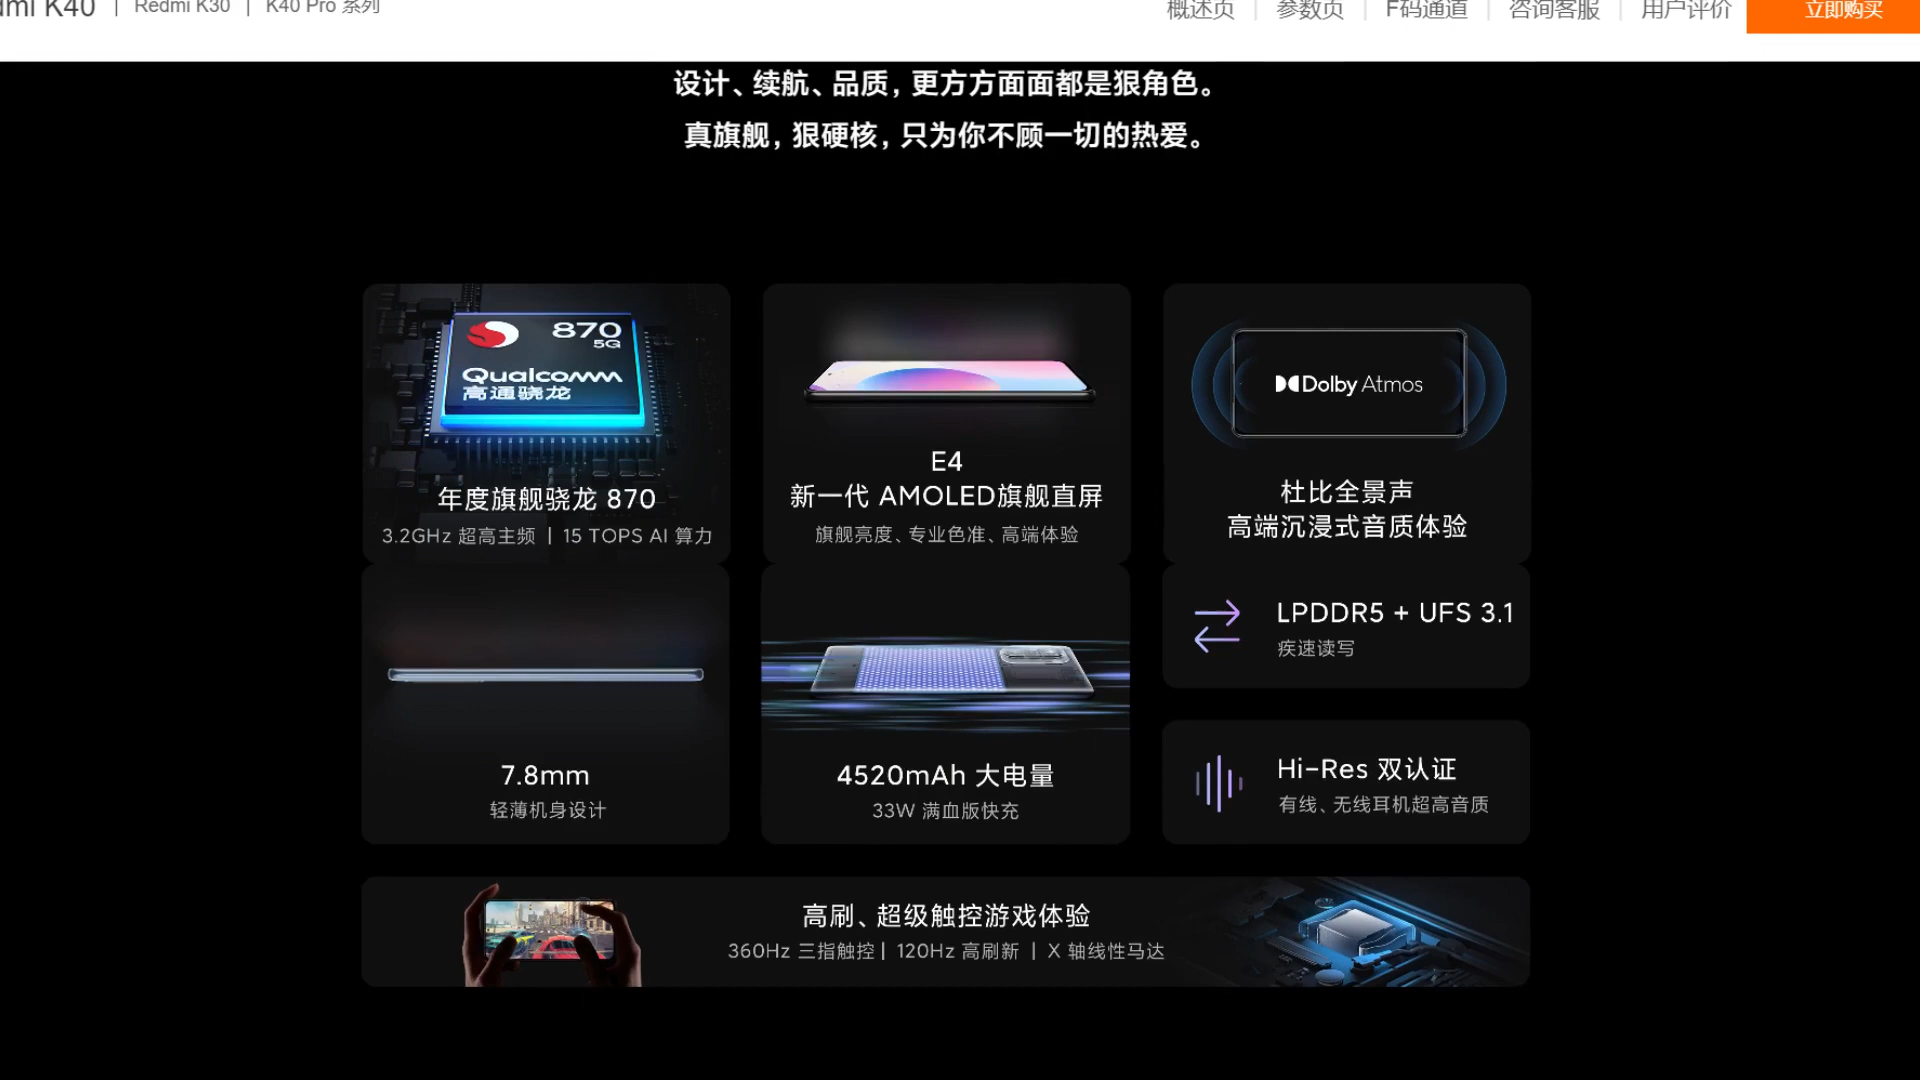 dmi K40 | Redmi K30 | K40 Pro 系列
概述页 | 参数页 | F码通道 | 咨询客服 | 用户评价 立即购买
设计、续航、品质，更方方面面都是狠角色。
真旗舰，狠硬核，只为你不顾一切的热爱。
870
5G
Qualcomm
高通骁龙
年度旗舰骁龙 870
3.2GHz 超高主频 | 15 TOPS AI 算力
E4
新一代 AMOLED旗舰直屏
旗舰亮度、专业色准、高端体验
Dolby Atmos
杜比全景声
高端沉浸式音质体验
7.8mm
轻薄机身设计
4520mAh 大电量
33W 满血版快充
LPDDR5 + UFS 3.1
疾速读写
Hi-Res 双认证
有线、无线耳机超高音质
高刷、超级触控游戏体验
360Hz 三指触控 | 120Hz 高刷新 | X 轴线性马达